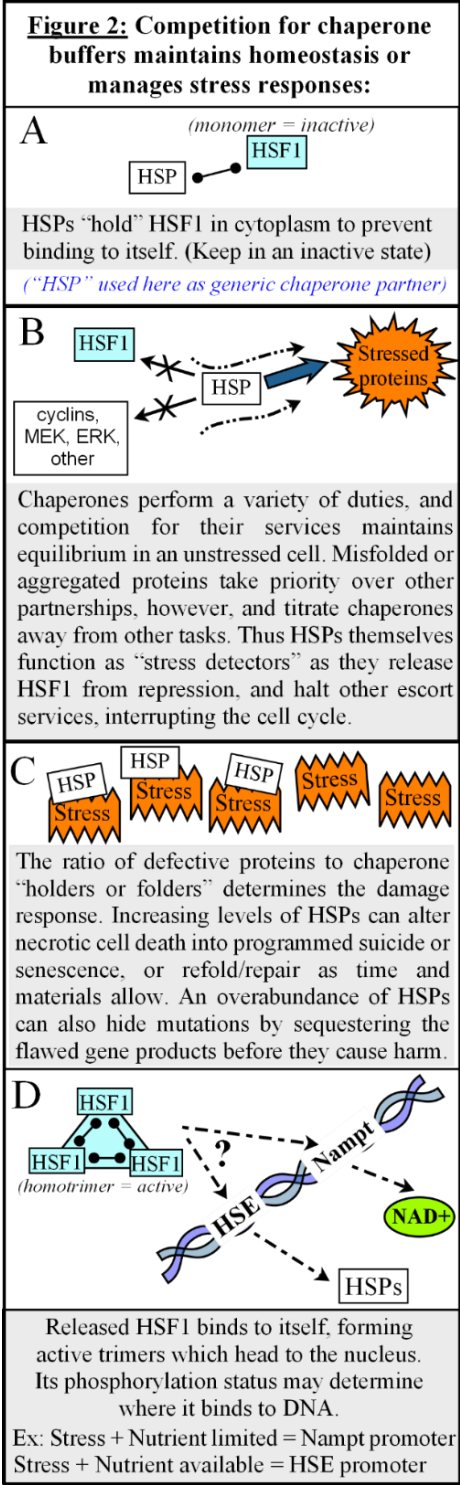 Figure 2: Competition for chaperone
buffers maintains homeostasis or
manages stress responses:
A
(monomer = inactive)
HSF1
HSP
HSPs “hold” HSF1 in cytoplasm to prevent
binding to itself. (Keep in an inactive state)
(“HSP” used here as generic chaperone partner)
B
HSF1
HSP
Stressed
proteins
cyclins,
MEK, ERK,
other
Chaperones perform a variety of duties, and
competition for their services maintains
equilibrium in an unstressed cell. Misfolded or
aggregated proteins take priority over other
partnerships, however, and titrate chaperones
away from other tasks. Thus HSPs themselves
function as “stress detectors” as they release
HSF1 from repression, and halt other escort
services, interrupting the cell cycle.
C
HSP
Stress
HSP
Stress
HSP
Stress
Stress
Stress
The ratio of defective proteins to chaperone
“holders or folders” determines the damage
response. Increasing levels of HSPs can alter
necrotic cell death into programmed suicide or
senescence, or refold/repair as time and
materials allow. An overabundance of HSPs
can also hide mutations by sequestering the
flawed gene products before they cause harm.
D
HSF1
HSF1
HSF1
(homotrimer = active)
?
HSE
Nampt
NAD+
HSPs
Released HSF1 binds to itself, forming
active trimers which head to the nucleus.
Its phosphorylation status may determine
where it binds to DNA.
Ex: Stress + Nutrient limited = Nampt promoter
Stress + Nutrient available = HSE promoter